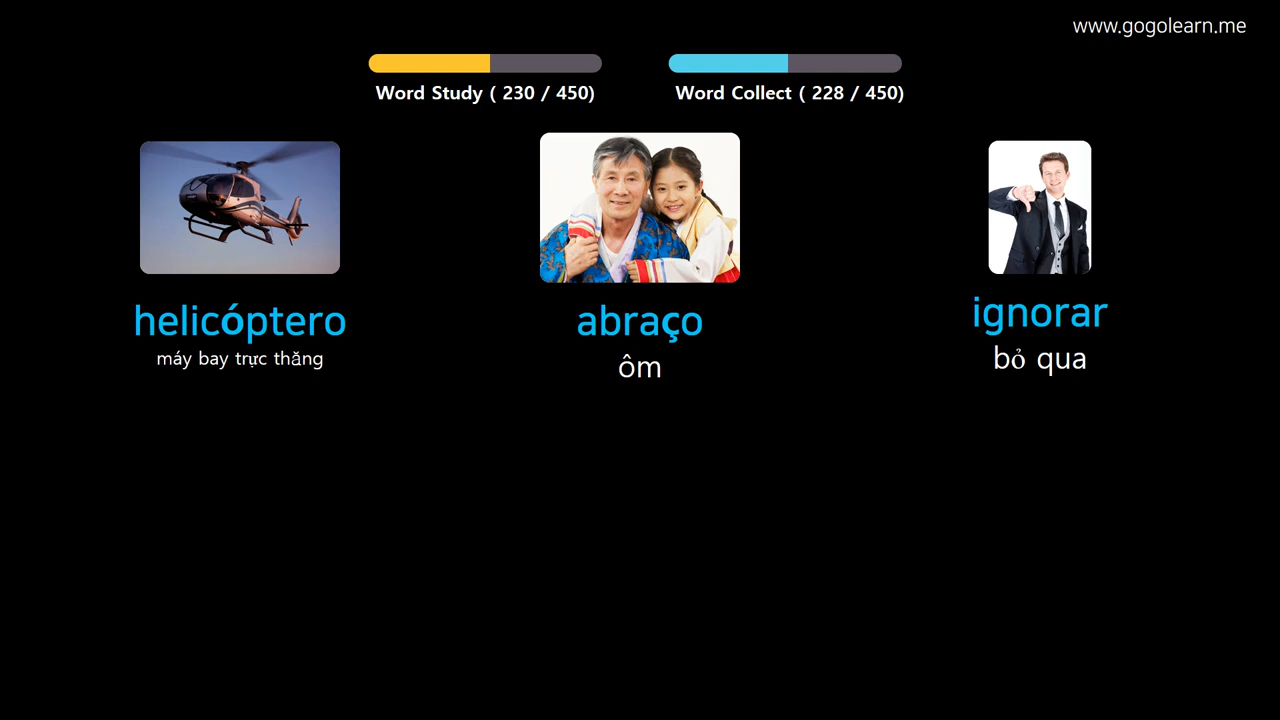 www.gogolearn.me
Word Study ( 230 / 450)
Word Collect ( 228 / 450)
helicóptero
máy bay trực thăng
abraço
ôm
ignorar
bỏ qua